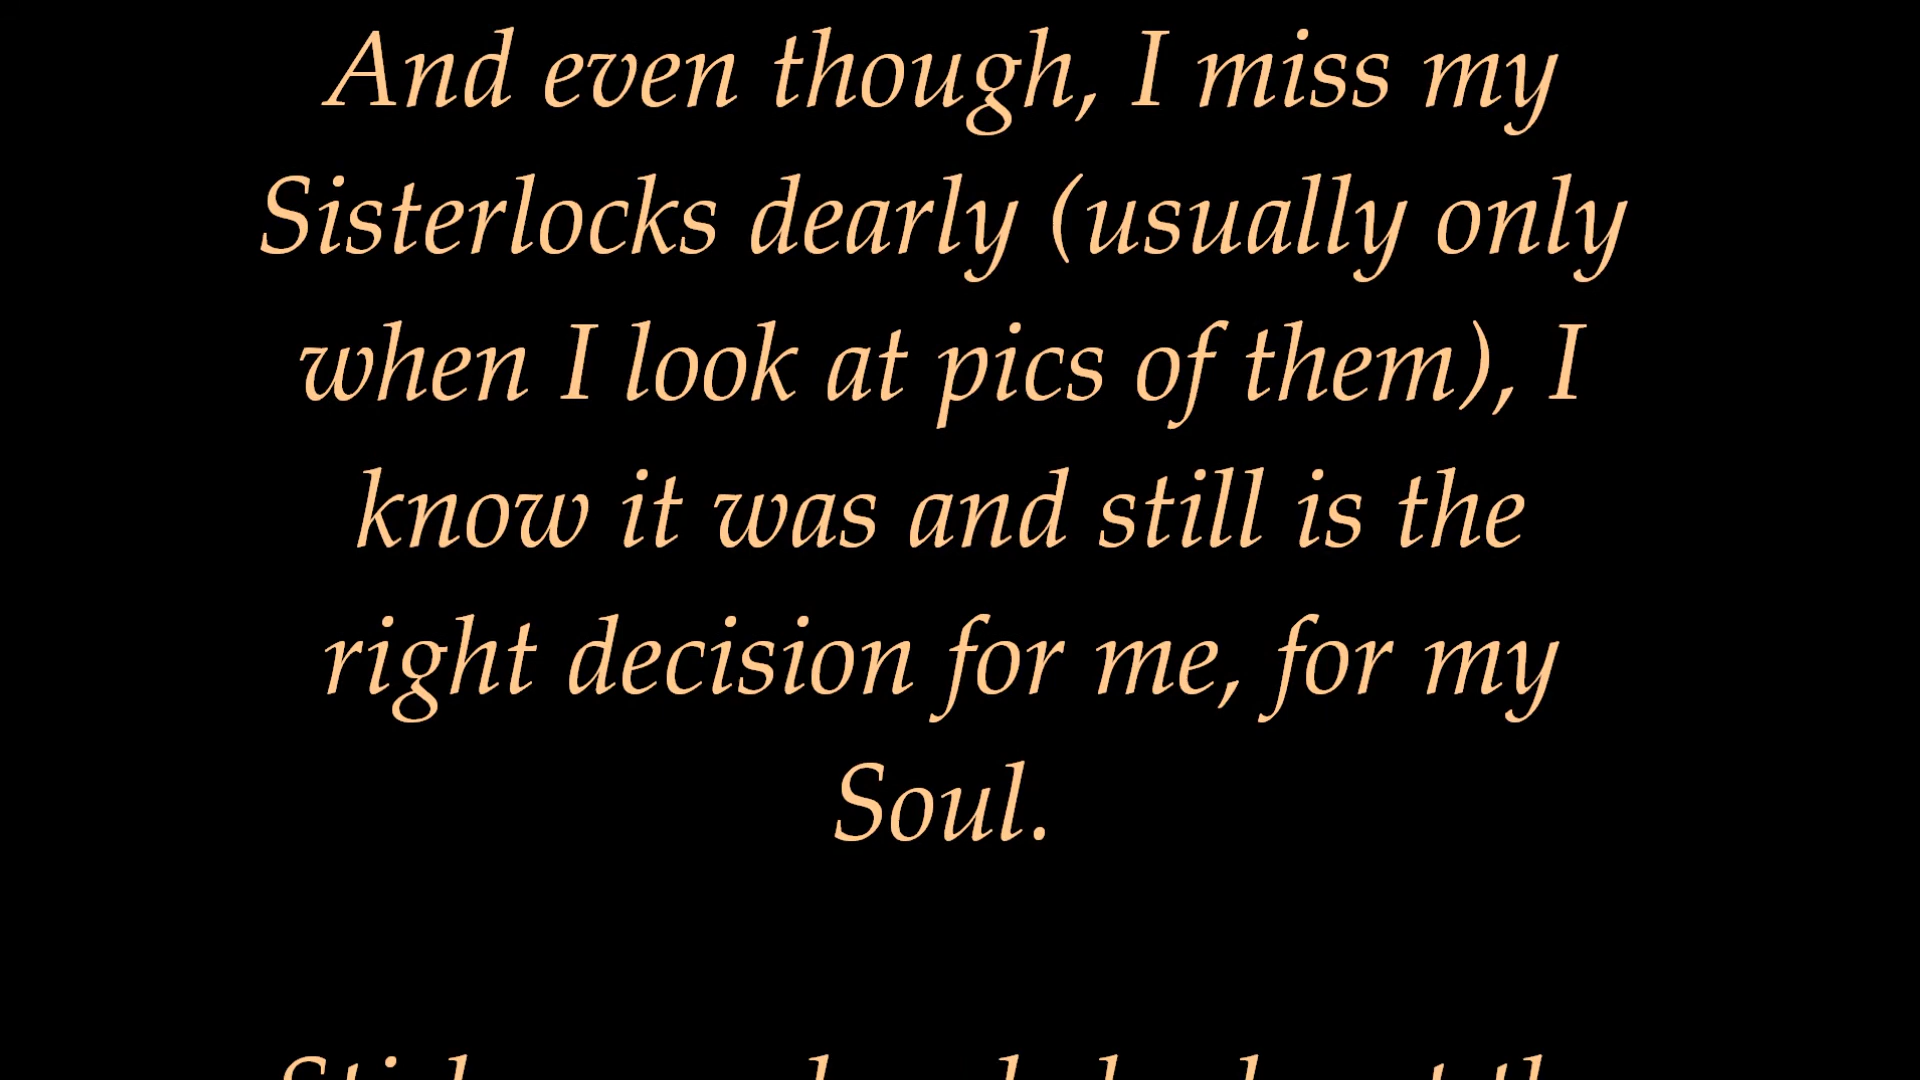 And even though, I miss my
Sisterlocks dearly (usually only
when I look at pics of them), I
know it was and still is the
right decision for me, for my
Soul.